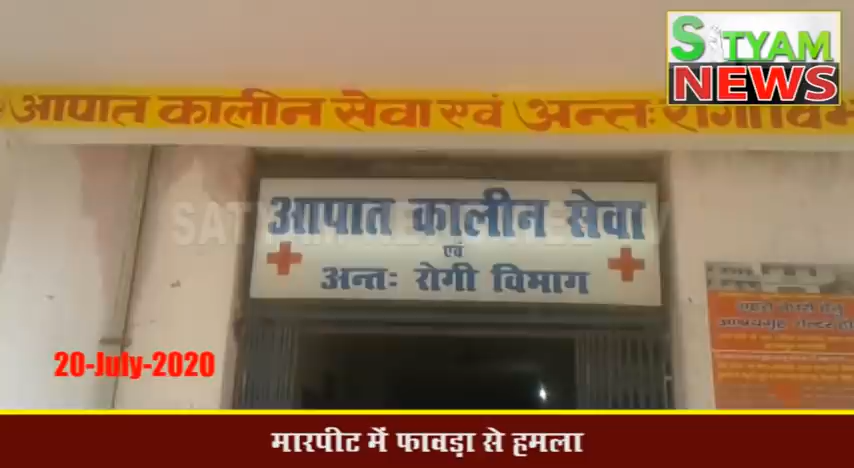 SATYAM
NEWS
आपात कालीन सेवा एवं अन्तः रोगी विभ
आपात कालीन सेवा
एवं
अन्तः रोगी विभाग
20-July-2020
मारपीट में फावड़ा से हमला